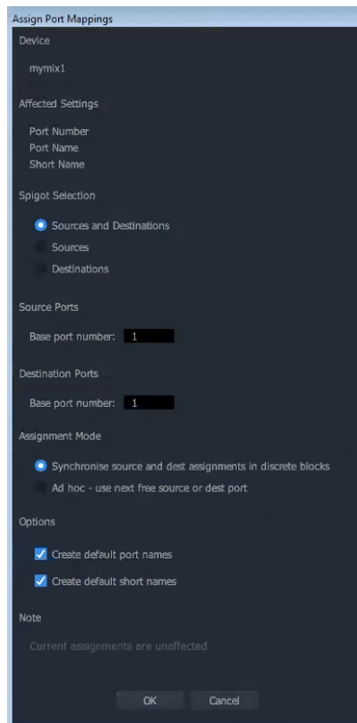 Assign Port Mappings
Device
mymix1
Affected Settings
Port Number
Port Name
Short Name
Spigot Selection
Sources and Destinations
Sources
Destinations
Source Ports
Base port number: 1
Destination Ports
Base port number: 1
Assignment Mode
Synchronise source and dest assignments in discrete blocks
Ad hoc - use next free source or dest port
Options
Create default port names
Create default short names
Note
Current assignments are unaffected
OK Cancel